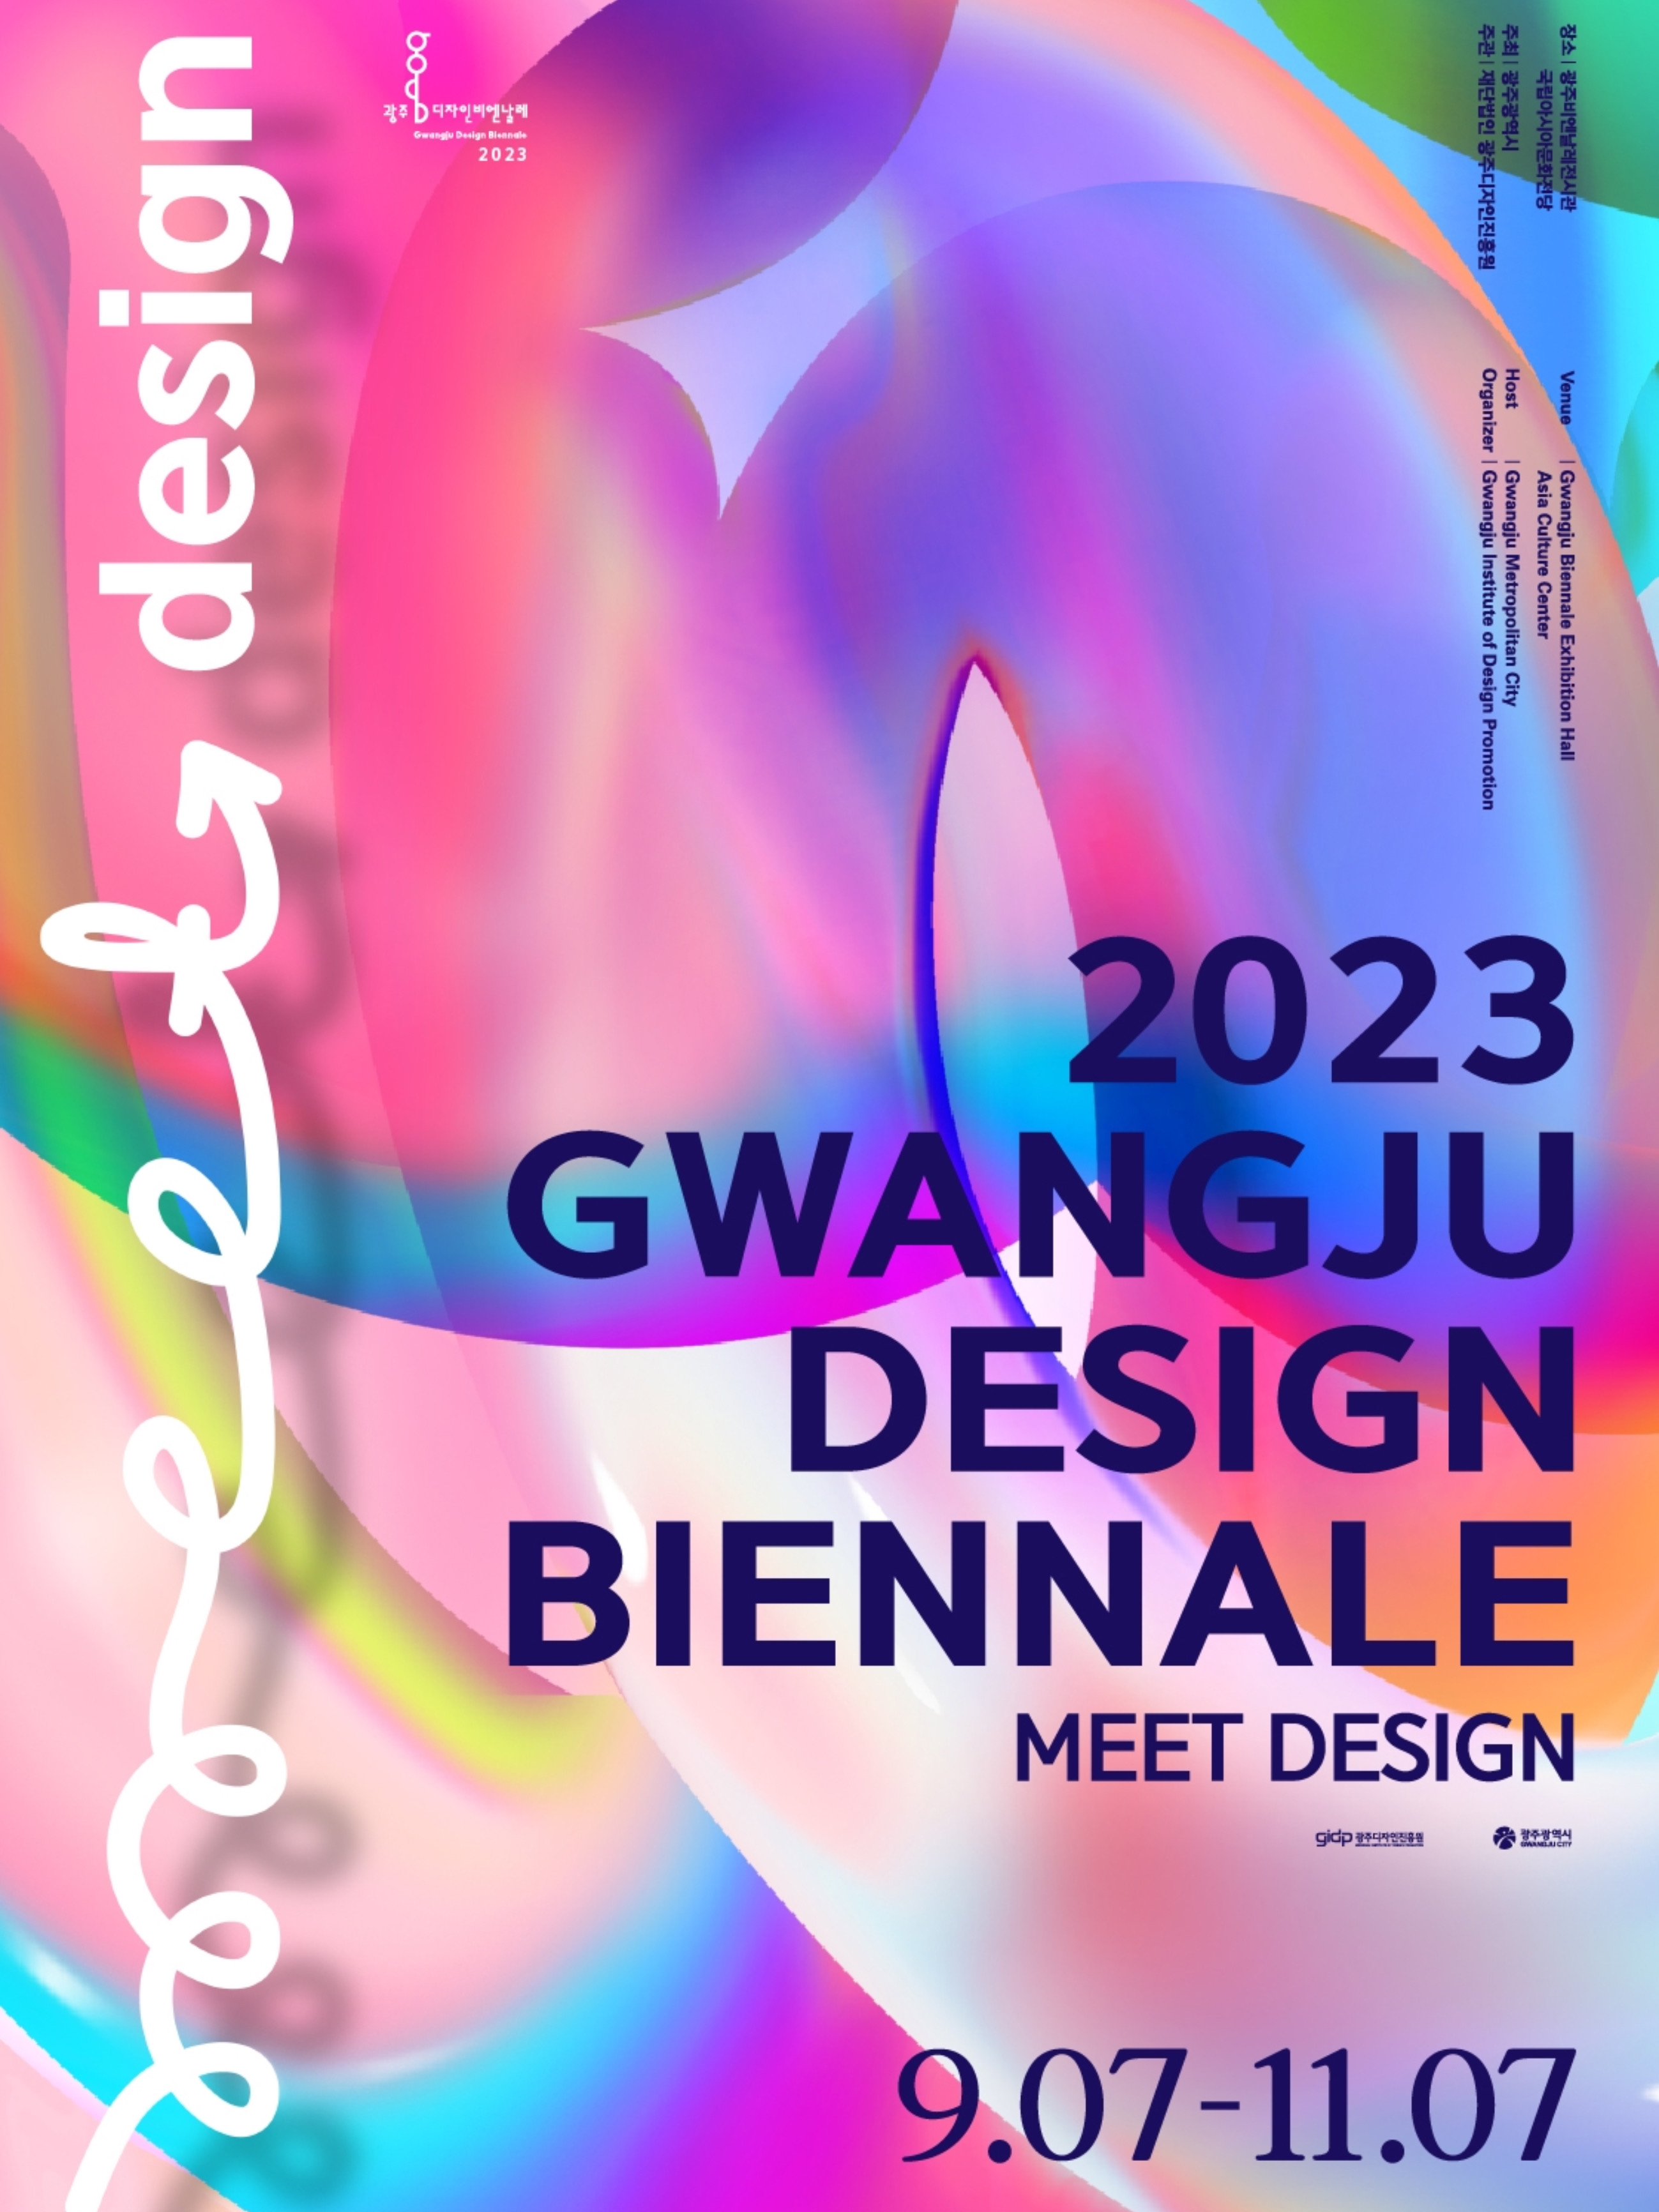 meet design
광주 디자인비엔날레
Gwangju Design Biennale
2023
장소 | 광주비엔날레전시관
국립아시아문화전당
주최 | 광주광역시
주관 | 재단법인 광주디자인진흥원
Venue | Gwangju Biennale Exhibition Hall
Asia Culture Center
Host | Gwangju Metropolitan City
Organizer | Gwangju Institute of Design Promotion
2023
GWANGJU
DESIGN
BIENNALE
MEET DESIGN
gidp 광주디자인진흥원
광주광역시
GWANGJU CITY
9.07-11.07